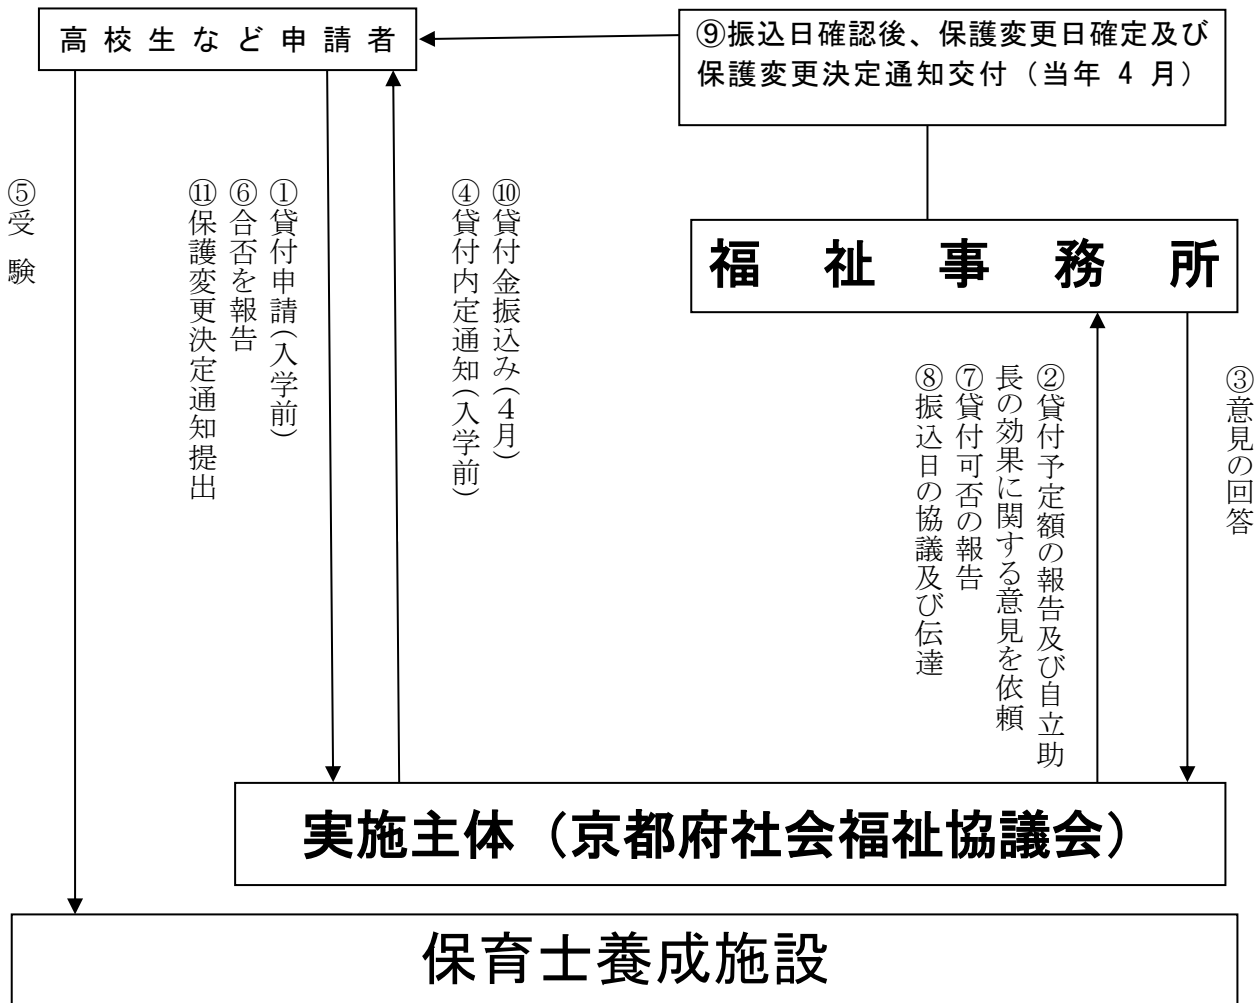 高校生など申請者
⑨振込日確認後、保護変更日確定及び
保護変更決定通知交付（当年 4 月）
福祉事務所
⑤受 験
①貸付申請(入学前)
⑥合否を報告
⑪保護変更決定通知提出
⑩貸付金振込み(4月)
④貸付内定通知(入学前)
②貸付予定額の報告及び自立助
長の効果に関する意見を依頼
⑦貸付可否の報告
⑧振込日の協議及び伝達
③意見の回答
実施主体（京都府社会福祉協議会）
保育士養成施設